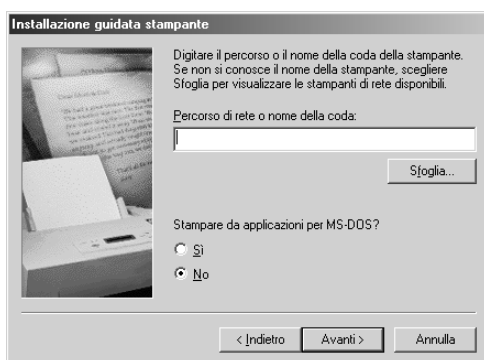 Installazione guidata stampante
Digitare il percorso o il nome della coda della stampante.
Se non si conosce il nome della stampante, scegliere
Sfoglia per visualizzare le stampanti di rete disponibili.
Percorso di rete o nome della coda:
Sfoglia...
Stampare da applicazioni per MS-DOS?
Sì
No
< Indietro
Avanti >
Annulla